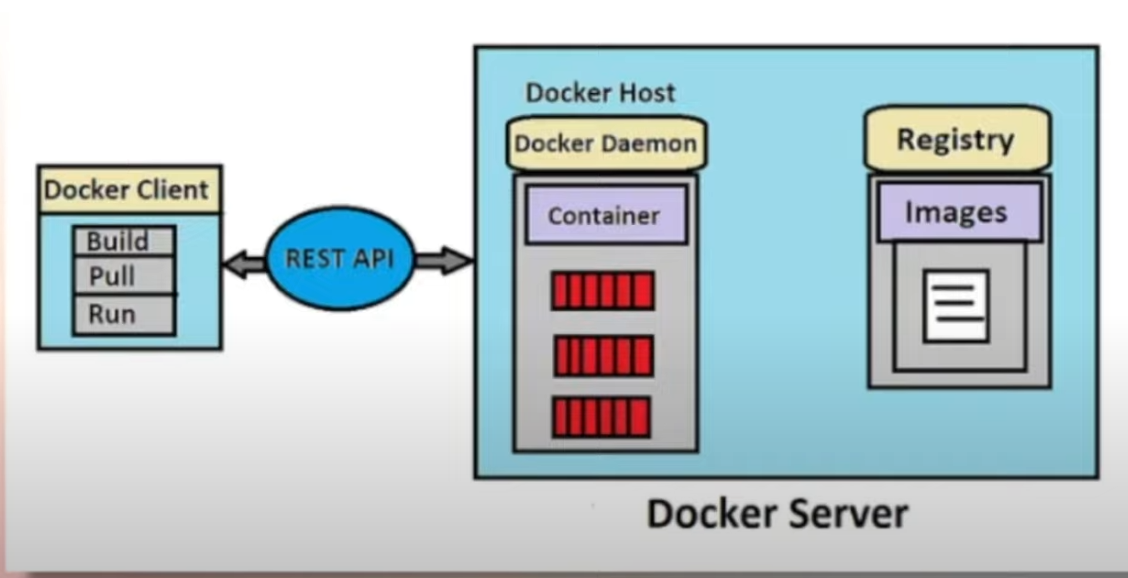 Docker Client
Build
Pull
Run
REST API
Docker Host
Docker Daemon
Container
Registry
Images
Docker Server